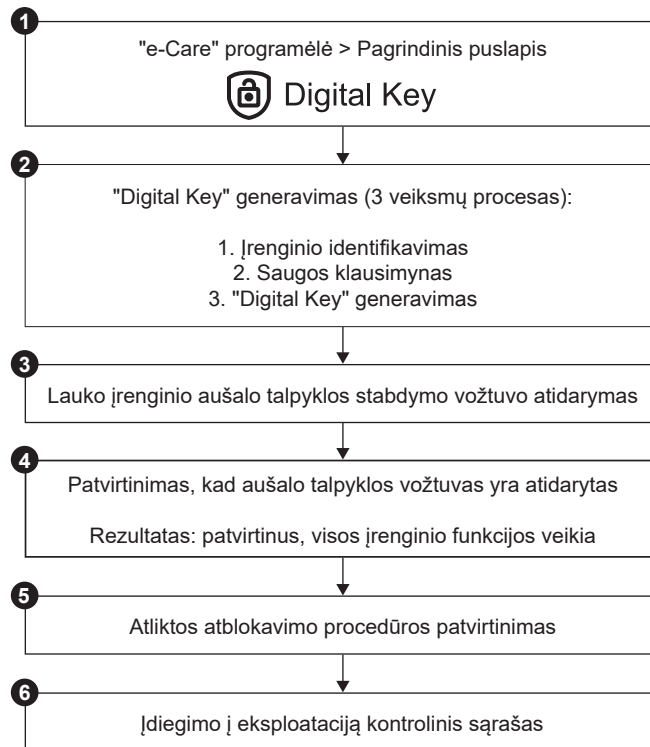 1
"e-Care" programėlė > Pagrindinis puslapis
Digital Key
2
"Digital Key" generavimas (3 veiksmų procesas):
1. Įrenginio identifikavimas
2. Saugos klausimynas
3. "Digital Key" generavimas
3
Lauko įrenginio aušalo talpyklos stabdymo vožtuvo atidarymas
4
Patvirtinimas, kad aušalo talpyklos vožtuvas yra atidarytas
Rezultatas: patvirtinus, visos įrenginio funkcijos veikia
5
Atliktos atblokavimo procedūros patvirtinimas
6
Įdiegimo į eksploataciją kontrolinis sąrašas